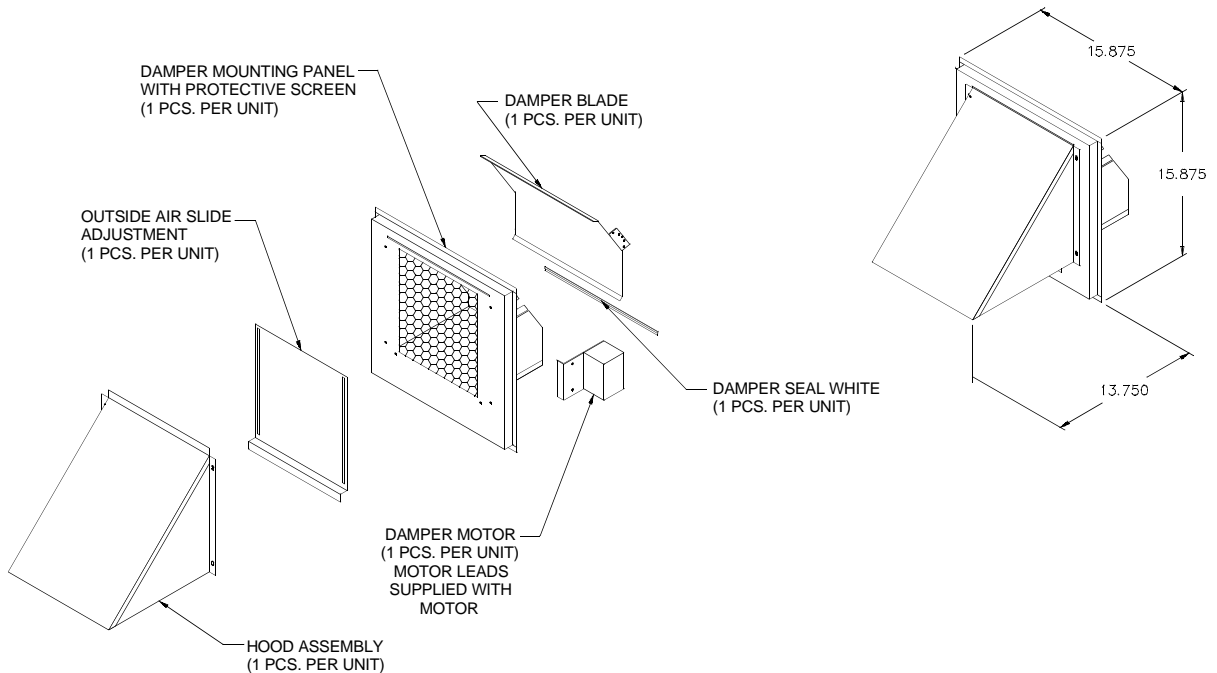 DAMPER MOUNTING PANEL
WITH PROTECTIVE SCREEN
(1 PCS. PER UNIT)
DAMPER BLADE
(1 PCS. PER UNIT)
OUTSIDE AIR SLIDE
ADJUSTMENT
(1 PCS. PER UNIT)
DAMPER SEAL WHITE
(1 PCS. PER UNIT)
DAMPER MOTOR
(1 PCS. PER UNIT)
MOTOR LEADS
SUPPLIED WITH
MOTOR
HOOD ASSEMBLY
(1 PCS. PER UNIT)
15.875
15.875
13.750